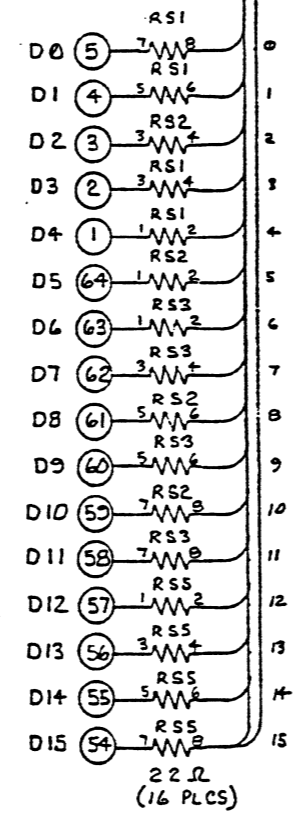 RS1
D0 5 7 8 0
RS1
D1 4 5 6 1
RS2
D2 3 3 4 2
RS1
D3 2 3 4 3
RS1
D4 1 1 2 4
RS2
D5 64 1 2 5
RS3
D6 63 1 2 6
RS3
D7 62 3 4 7
RS2
D8 61 5 6 8
RS3
D9 60 5 6 9
RS2
D10 59 7 8 10
RS3
D11 58 7 8 11
RS5
D12 57 1 2 12
RS5
D13 56 3 4 13
RS5
D14 55 5 6 14
RS5
D15 54 7 8 15
22Ω
(16 PLCS)